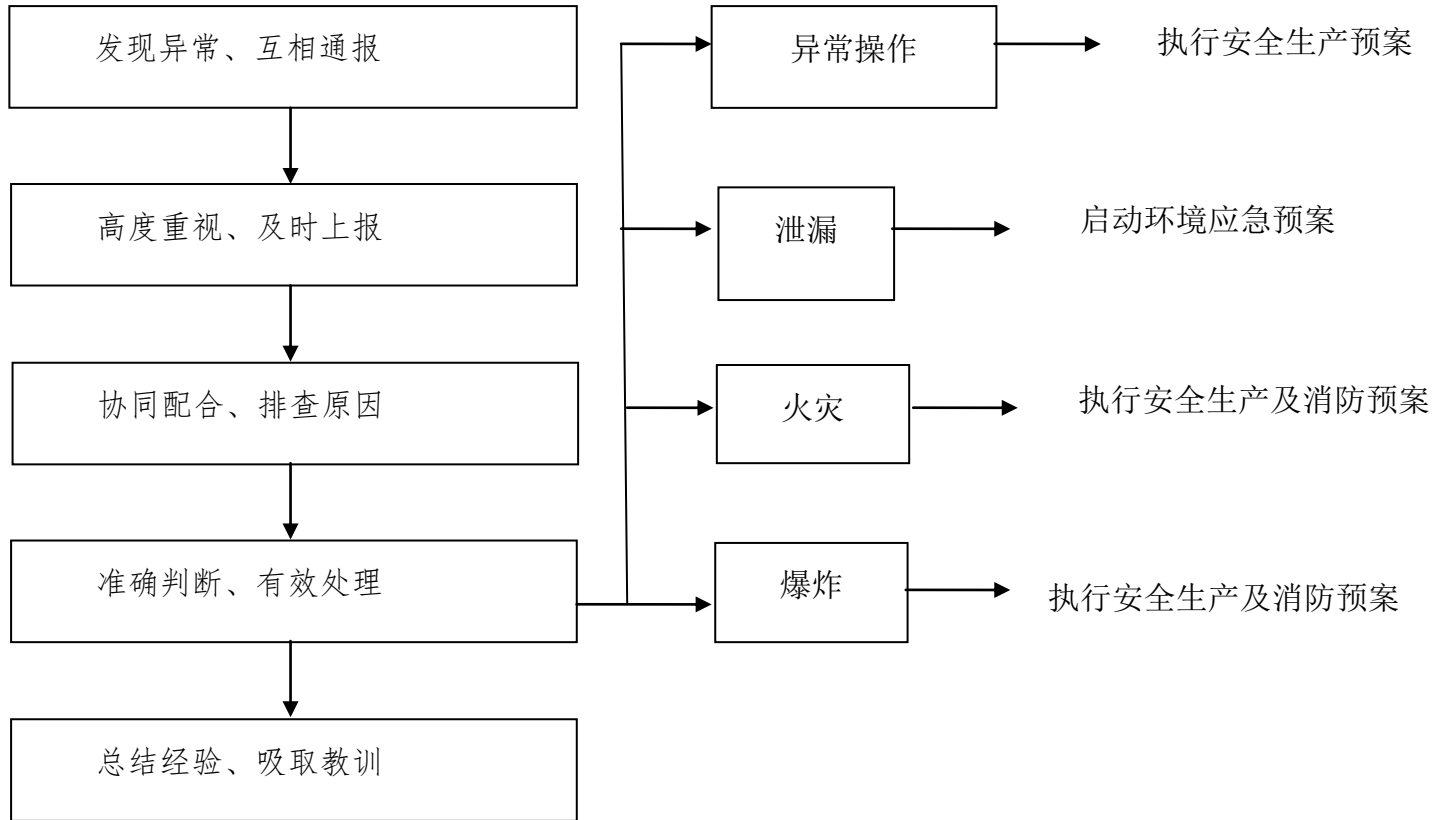 发现异常、互相通报
异常操作
执行安全生产预案
高度重视、及时上报
泄漏
启动环境应急预案
协同配合、排查原因
火灾
执行安全生产及消防预案
准确判断、有效处理
爆炸
执行安全生产及消防预案
总结经验、吸取教训